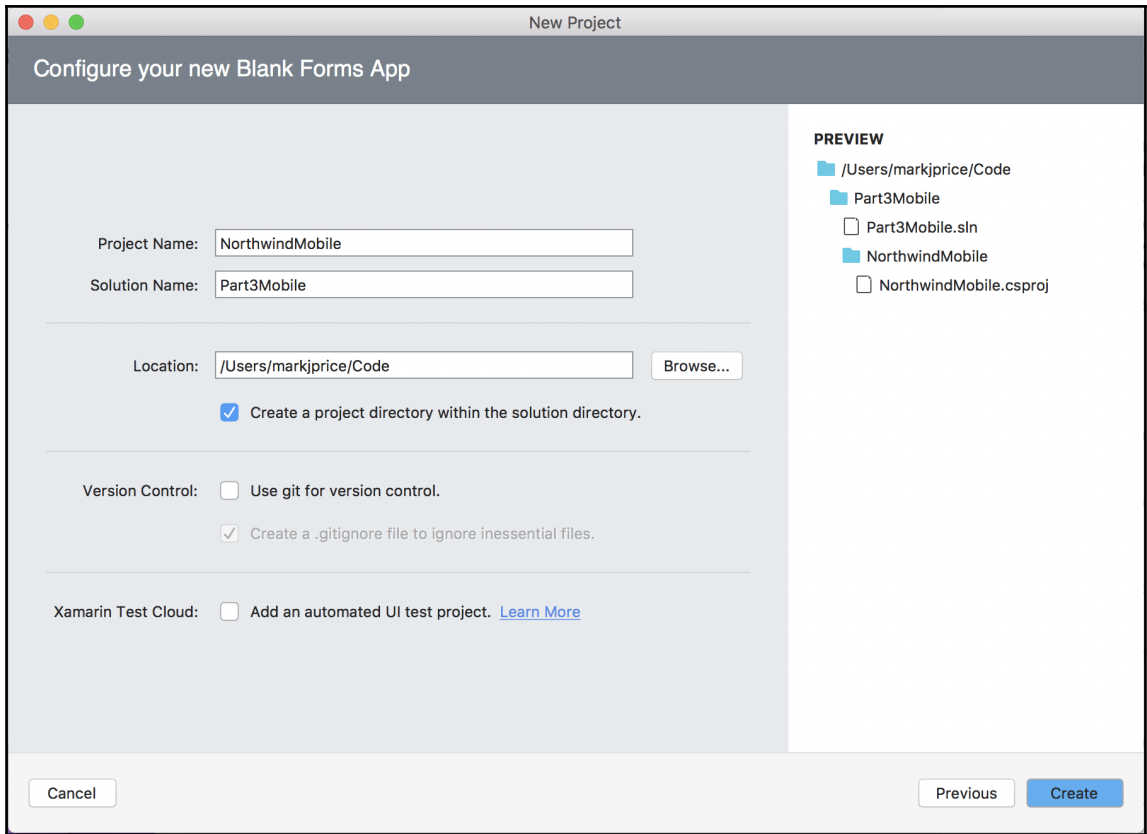 New Project
Configure your new Blank Forms App
Project Name: NorthwindMobile
Solution Name: Part3Mobile
Location: /Users/markjprice/Code Browse...
Create a project directory within the solution directory.
Version Control: Use git for version control.
Create a .gitignore file to ignore inessential files.
Xamarin Test Cloud: Add an automated UI test project. Learn More
PREVIEW
/Users/markjprice/Code
Part3Mobile
Part3Mobile.sln
NorthwindMobile
NorthwindMobile.csproj
Cancel Previous Create